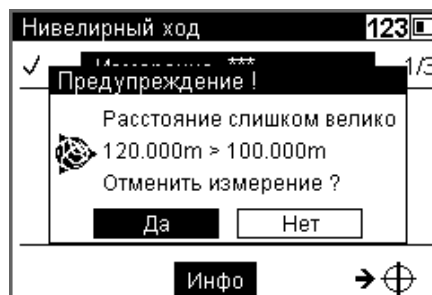 Нивелирный ход 123
*** 1/3
Предупреждение !
Расстояние слишком велико
120.000m > 100.000m
Отменить измерение ?
Да Нет
Инфо